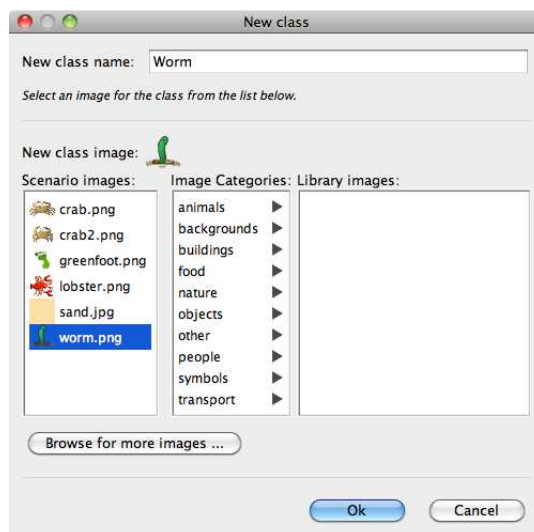 New class
New class name: Worm
Select an image for the class from the list below.
New class image:
Scenario images: Image Categories: Library images:
crab.png
crab2.png
greenfoot.png
lobster.png
sand.jpg
worm.png
animals
backgrounds
buildings
food
nature
objects
other
people
symbols
transport
Browse for more images ...
Ok Cancel